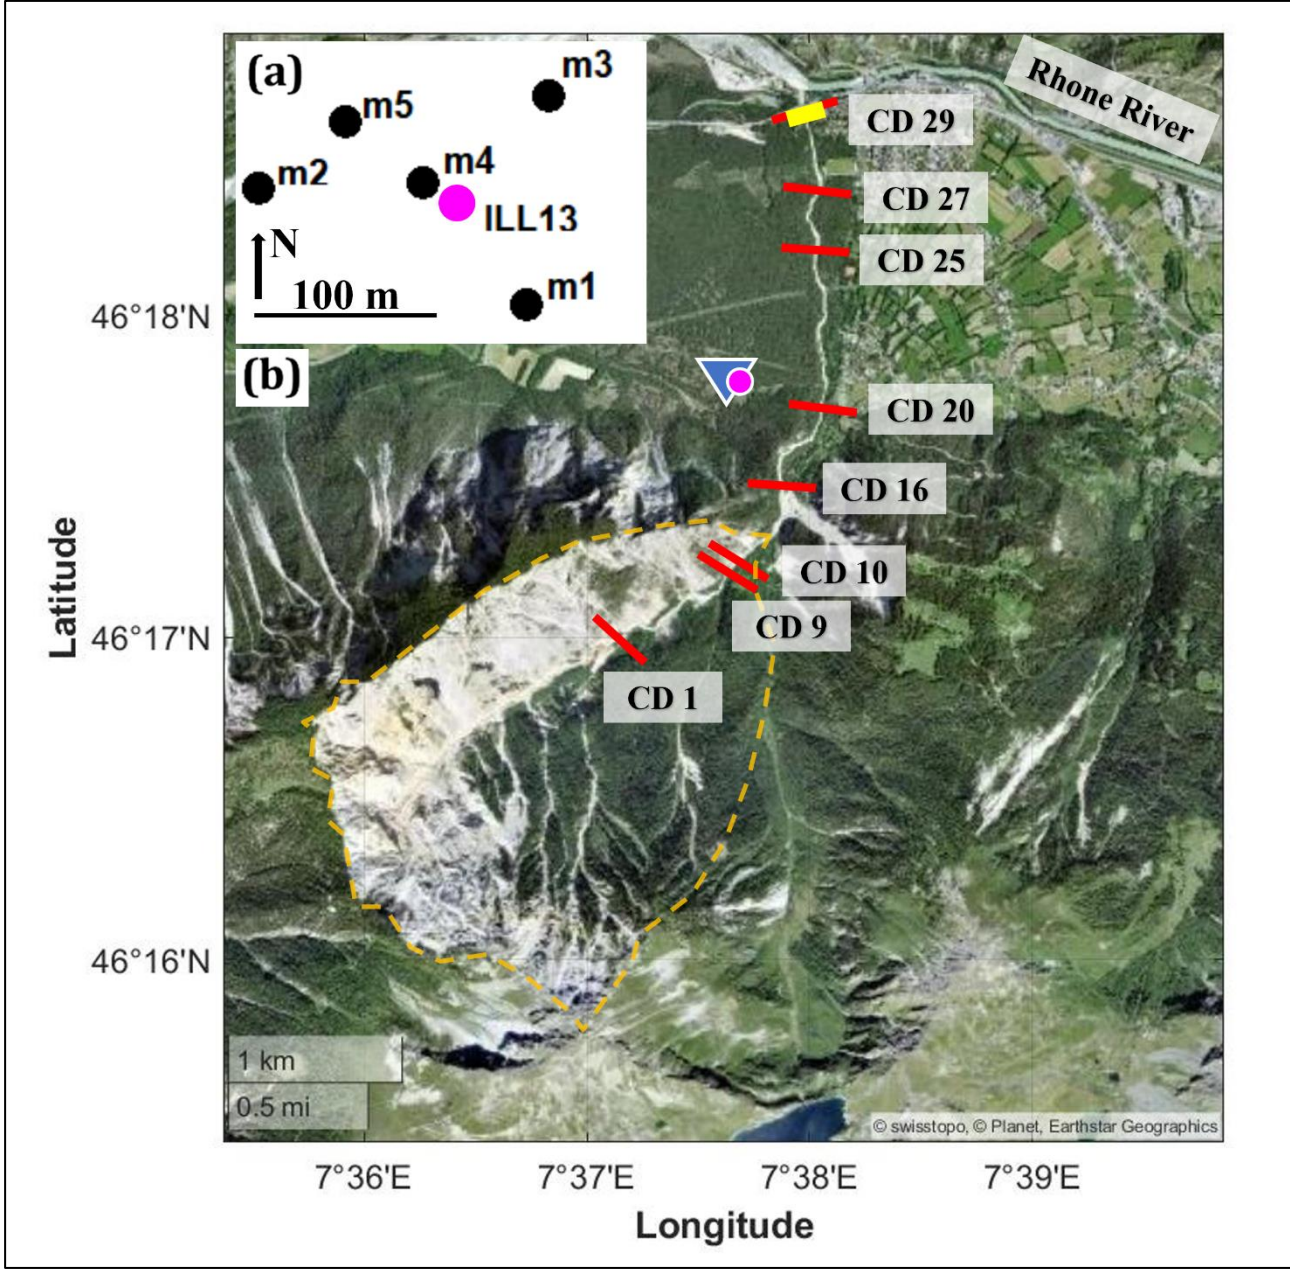 (a)
m3
m5
m4
m2
ILL13
N
100 m
m1
(b)
Rhone River
CD 29
CD 27
CD 25
CD 20
CD 16
CD 10
CD 9
CD 1
46°18'N
46°17'N
46°16'N
Latitude
1 km
0.5 mi
© swisstopo, © Planet, Earthstar Geographics
7°36'E
7°37'E
7°38'E
7°39'E
Longitude